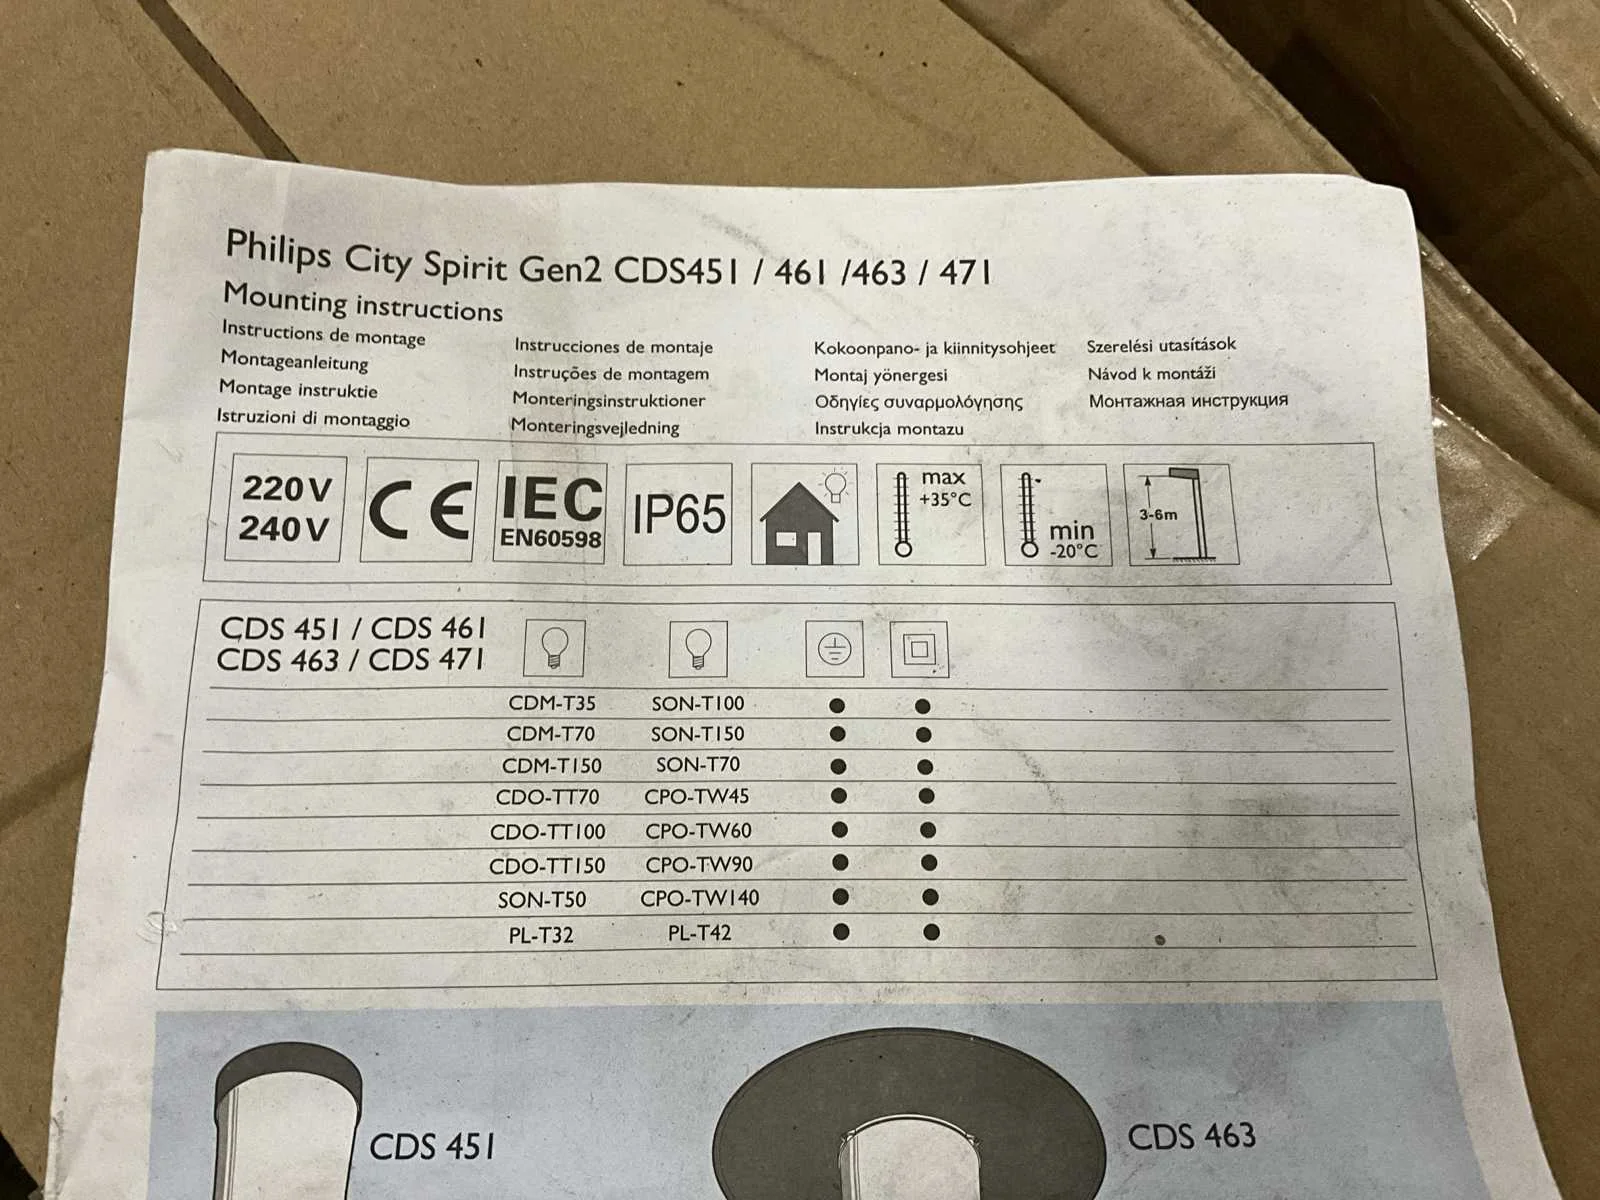 Philips City Spirit Gen2 CDS451 / 461 /463 / 471
Mounting instructions
Instructions de montage
Montageanleitung
Montage instruktie
Istruzioni di montaggio
Instrucciones de montaje
Instruções de montagem
Monteringsinstruktioner
Monteringsvejledning
Kokoonpano- ja kiinnitysohjeet
Montaj yönergesi
Οδηγίες συναρμολόγησης
Instrukcja montazu
Szerelési utasítások
Návod k montáži
Монтажная инструкция
220V
240V
CE
IEC
EN60598
IP65
max
+35°C
min
-20°C
3-6m
CDS 451 / CDS 461
CDS 463 / CDS 471
CDM-T35 SON-T100
CDM-T70 SON-T150
CDM-T150 SON-T70
CDO-TT70 CPO-TW45
CDO-TT100 CPO-TW60
CDO-TT150 CPO-TW90
SON-T50 CPO-TW140
PL-T32 PL-T42
CDS 451
CDS 463